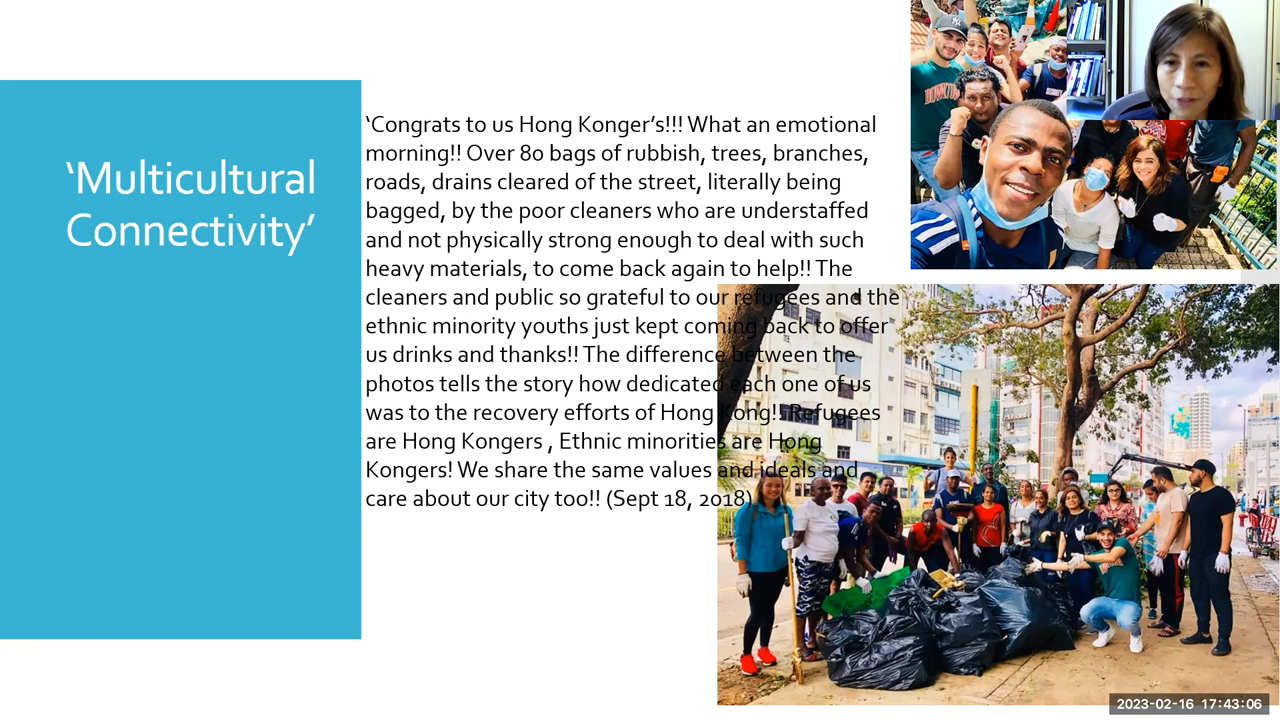 ‘Multicultural
Connectivity’
‘Congrats to us Hong Konger’s!!! What an emotional
morning!! Over 80 bags of rubbish, trees, branches,
roads, drains cleared of the street, literally being
bagged, by the poor cleaners who are understaffed
and not physically strong enough to deal with such
heavy materials, to come back again to help!! The
cleaners and public so grateful to our refugees and the
ethnic minority youths just kept coming back to offer
us drinks and thanks!! The difference between the
photos tells the story how dedicated each one of us
was to the recovery efforts of Hong Kong!! Refugees
are Hong Kongers , Ethnic minorities are Hong
Kongers! We share the same values and ideals and
care about our city too!! (Sept 18, 2018)
2023-02-16 17:43:06